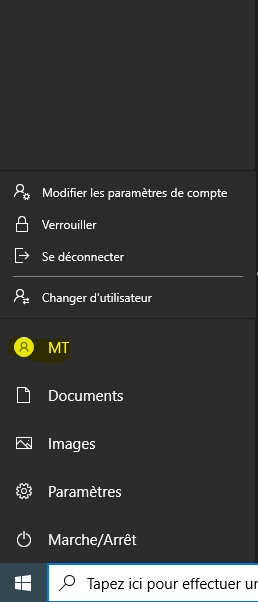 Modifier les paramètres de compte
Verrouiller
Se déconnecter
Changer d'utilisateur
MT
Documents
Images
Paramètres
Marche/Arrêt
Tapez ici pour effectuer